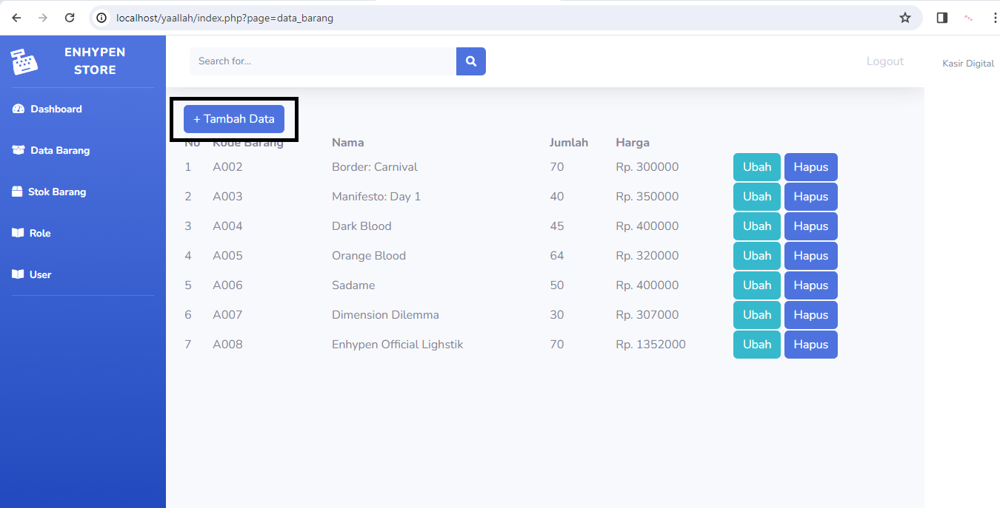 localhost/yaallah/index.php?page=data_barang
ENHYPEN
STORE
Search for...
Logout
Kasir Digital
Dashboard
Data Barang
Stok Barang
Role
User
+ Tambah Data
No Kode Barang Nama Jumlah Harga
1 A002 Border: Carnival 70 Rp. 300000 Ubah Hapus
2 A003 Manifesto: Day 1 40 Rp. 350000 Ubah Hapus
3 A004 Dark Blood 45 Rp. 400000 Ubah Hapus
4 A005 Orange Blood 64 Rp. 320000 Ubah Hapus
5 A006 Sadame 50 Rp. 400000 Ubah Hapus
6 A007 Dimension Dilemma 30 Rp. 307000 Ubah Hapus
7 A008 Enhypen Official Lighstik 70 Rp. 1352000 Ubah Hapus